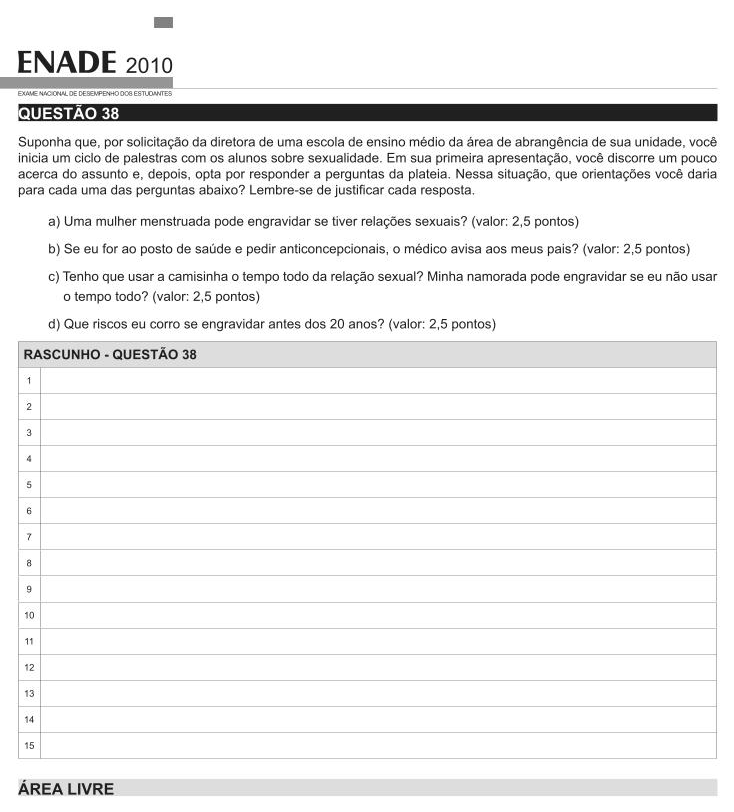 ENADE 2010
EXAME NACIONAL DE DESEMPENHO DOS ESTUDANTES
QUESTÃO 38
Suponha que, por solicitação da diretora de uma escola de ensino médio da área de abrangência de sua unidade, você
inicia um ciclo de palestras com os alunos sobre sexualidade. Em sua primeira apresentação, você discorre um pouco
acerca do assunto e, depois, opta por responder a perguntas da plateia. Nessa situação, que orientações você daria
para cada uma das perguntas abaixo? Lembre-se de justificar cada resposta.
a) Uma mulher menstruada pode engravidar se tiver relações sexuais? (valor: 2,5 pontos)
b) Se eu for ao posto de saúde e pedir anticoncepcionais, o médico avisa aos meus pais? (valor: 2,5 pontos)
c) Tenho que usar a camisinha o tempo todo da relação sexual? Minha namorada pode engravidar se eu não usar
o tempo todo? (valor: 2,5 pontos)
d) Que riscos eu corro se engravidar antes dos 20 anos? (valor: 2,5 pontos)
RASCUNHO - QUESTÃO 38
1
2
3
4
5
6
7
8
9
10
11
12
13
14
15
ÁREA LIVRE